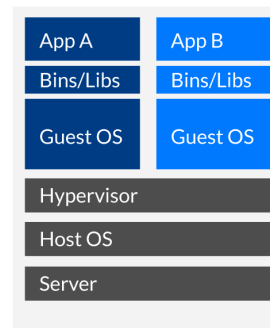 App A
App B
Bins/Libs
Bins/Libs
Guest OS
Guest OS
Hypervisor
Host OS
Server